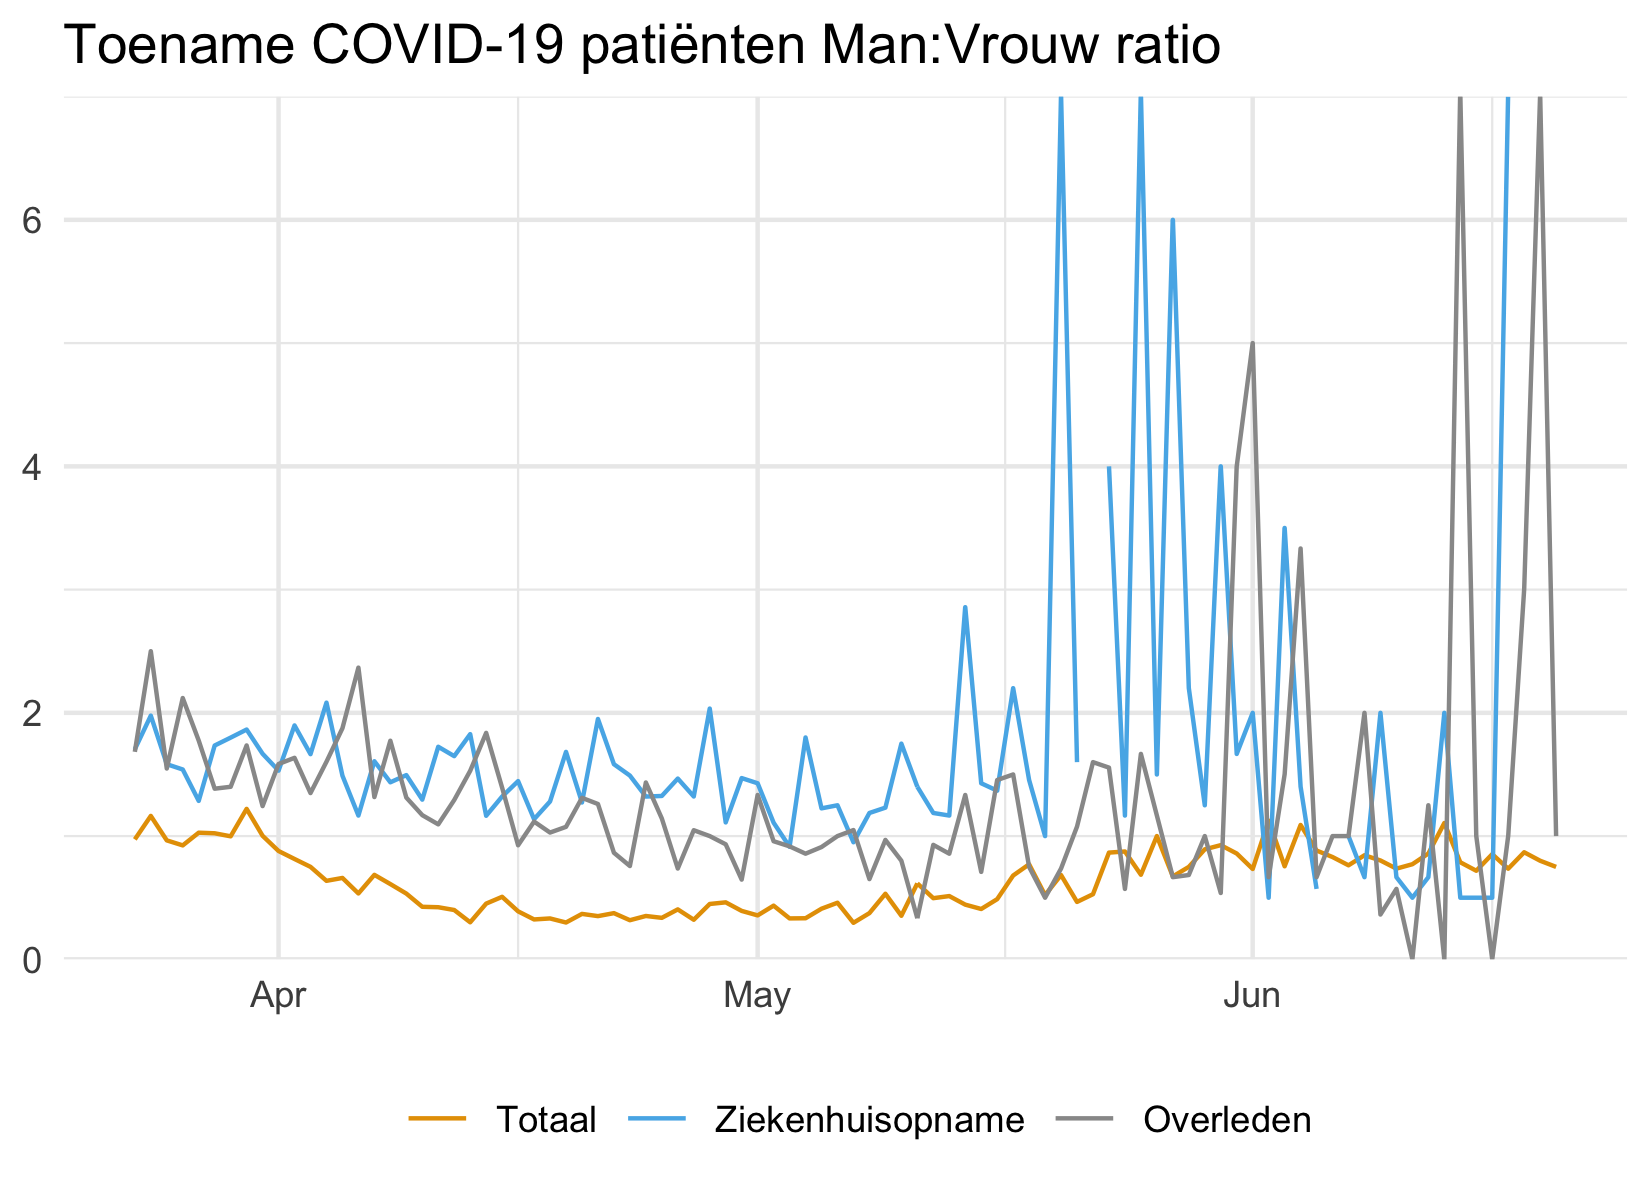 Toename COVID-19 patiënten Man:Vrouw ratio
6
4
2
0
Apr May Jun
Totaal Ziekenhuisopname Overleden